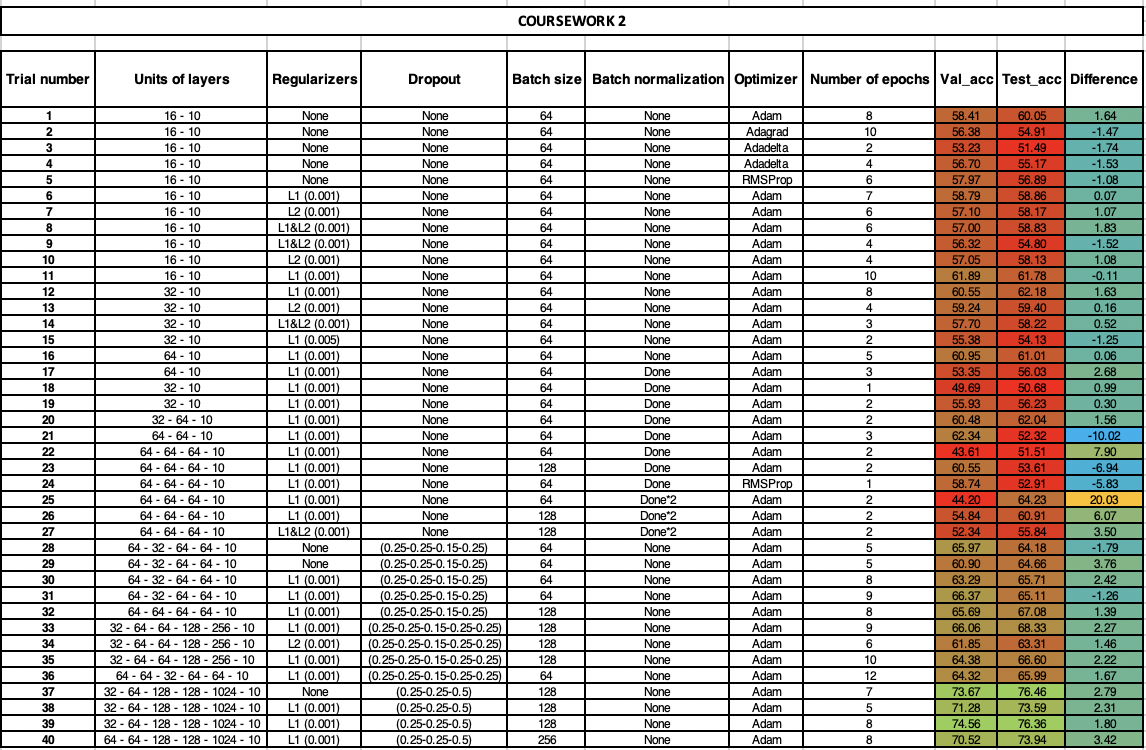 COURSEWORK 2
Trial number Units of layers Regularizers Dropout Batch size Batch normalization Optimizer Number of epochs Val_acc Test_acc Difference
1 16 - 10 None None 64 None Adam 8 58.41 60.05 1.64
2 16 - 10 None None 64 None Adagrad 10 56.38 54.91 -1.47
3 16 - 10 None None 64 None Adadelta 2 53.23 51.49 -1.74
4 16 - 10 None None 64 None Adadelta 4 56.70 55.17 -1.53
5 16 - 10 None None 64 None RMSProp 6 57.97 56.89 -1.08
6 16 - 10 L1 (0.001) None 64 None Adam 7 58.79 58.86 0.07
7 16 - 10 L2 (0.001) None 64 None Adam 6 57.10 58.17 1.07
8 16 - 10 L1&L2 (0.001) None 64 None Adam 6 57.00 58.83 1.83
9 16 - 10 L1&L2 (0.001) None 64 None Adam 4 56.32 54.80 -1.52
10 16 - 10 L2 (0.001) None 64 None Adam 4 57.05 58.13 1.08
11 16 - 10 L1 (0.001) None 64 None Adam 10 61.89 61.78 -0.11
12 32 - 10 L1 (0.001) None 64 None Adam 8 60.55 62.18 1.63
13 32 - 10 L2 (0.001) None 64 None Adam 4 59.24 59.40 0.16
14 32 - 10 L1&L2 (0.001) None 64 None Adam 3 57.70 58.22 0.52
15 32 - 10 L1 (0.005) None 64 None Adam 2 55.38 54.13 -1.25
16 64 - 10 L1 (0.001) None 64 None Adam 5 60.95 61.01 0.06
17 64 - 10 L1 (0.001) None 64 Done Adam 3 53.35 56.03 2.68
18 32 - 10 L1 (0.001) None 64 Done Adam 1 49.69 50.68 0.99
19 32 - 10 L1 (0.001) None 64 Done Adam 2 55.93 56.23 0.30
20 32 - 64 - 10 L1 (0.001) None 64 Done Adam 2 60.48 62.04 1.56
21 64 - 64 - 10 L1 (0.001) None 64 Done Adam 3 62.34 52.32 -10.02
22 64 - 64 - 64 - 10 L1 (0.001) None 64 Done Adam 2 43.61 51.51 7.90
23 64 - 64 - 64 - 10 L1 (0.001) None 128 Done Adam 2 60.55 53.61 -6.94
24 64 - 64 - 64 - 10 L1 (0.001) None 64 Done RMSProp 1 58.74 52.91 -5.83
25 64 - 64 - 64 - 10 L1 (0.001) None 64 Done*2 Adam 2 44.20 64.23 20.03
26 64 - 64 - 64 - 10 L1 (0.001) None 128 Done*2 Adam 2 54.84 60.91 6.07
27 64 - 64 - 64 - 10 L1&L2 (0.001) None 128 Done*2 Adam 2 52.34 55.84 3.50
28 64 - 32 - 64 - 64 - 10 None (0.25-0.25-0.15-0.25) 64 None Adam 5 65.97 64.18 -1.79
29 64 - 32 - 64 - 64 - 10 None (0.25-0.25-0.15-0.25) 64 None Adam 5 60.90 64.66 3.76
30 64 - 32 - 64 - 64 - 10 L1 (0.001) (0.25-0.25-0.15-0.25) 64 None Adam 8 63.29 65.71 2.42
31 64 - 32 - 64 - 64 - 10 L1 (0.001) (0.25-0.25-0.15-0.25) 64 None Adam 9 66.37 65.11 -1.26
32 64 - 64 - 64 - 64 - 10 L1 (0.001) (0.25-0.25-0.15-0.25) 128 None Adam 8 65.69 67.08 1.39
33 32 - 64 - 64 - 128 - 256 - 10 L1 (0.001) (0.25-0.25-0.15-0.25-0.25) 128 None Adam 9 66.06 68.33 2.27
34 32 - 64 - 64 - 128 - 256 - 10 L2 (0.001) (0.25-0.25-0.15-0.25-0.25) 128 None Adam 6 61.85 63.31 1.46
35 32 - 64 - 64 - 128 - 256 - 10 L1 (0.001) (0.25-0.25-0.15-0.25-0.25) 128 None Adam 10 64.38 66.60 2.22
36 64 - 64 - 32 - 64 - 64 - 10 L1 (0.001) (0.25-0.25-0.15-0.25-0.25) 64 None Adam 12 64.32 65.99 1.67
37 32 - 64 - 128 - 128 - 1024 - 10 None (0.25-0.25-0.5) 128 None Adam 7 73.67 76.46 2.79
38 32 - 64 - 128 - 128 - 1024 - 10 L1 (0.001) (0.25-0.25-0.5) 128 None Adam 5 71.28 73.59 2.31
39 32 - 64 - 128 - 128 - 1024 - 10 L1 (0.001) (0.25-0.25-0.5) 128 None Adam 8 74.56 76.36 1.80
40 64 - 64 - 128 - 128 - 1024 - 10 L1 (0.001) (0.25-0.25-0.5) 256 None Adam 8 70.52 73.94 3.42